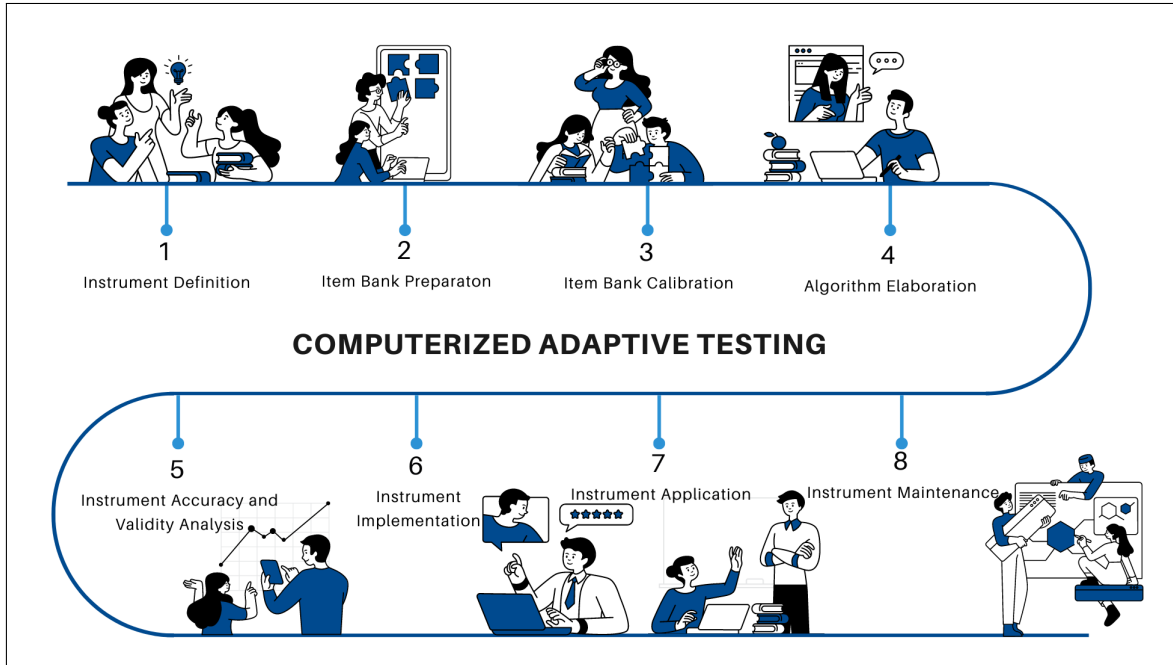 1
Instrument Definition
2
Item Bank Preparaton
3
Item Bank Calibration
4
Algorithm Elaboration
COMPUTERIZED ADAPTIVE TESTING
5
Instrument Accuracy and
Validity Analysis
6
Instrument
Implementation
7
Instrument Application
8
Instrument Maintenance